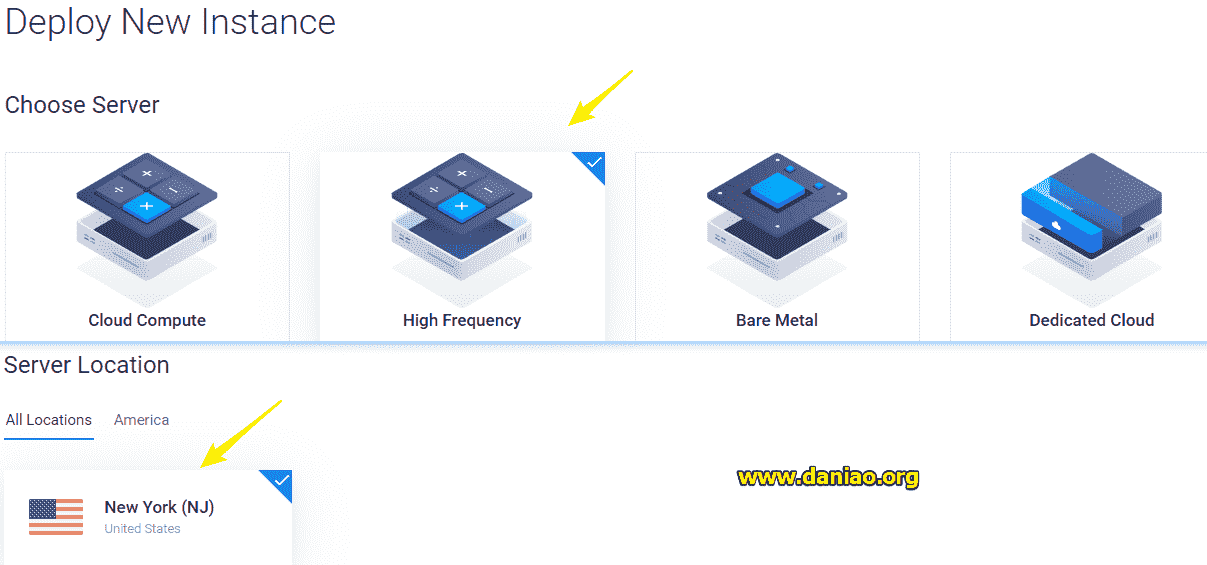 Deploy New Instance
Choose Server
Cloud Compute
High Frequency
Bare Metal
Dedicated Cloud
Server Location
All Locations America
New York (NJ)
United States
www.daniao.org